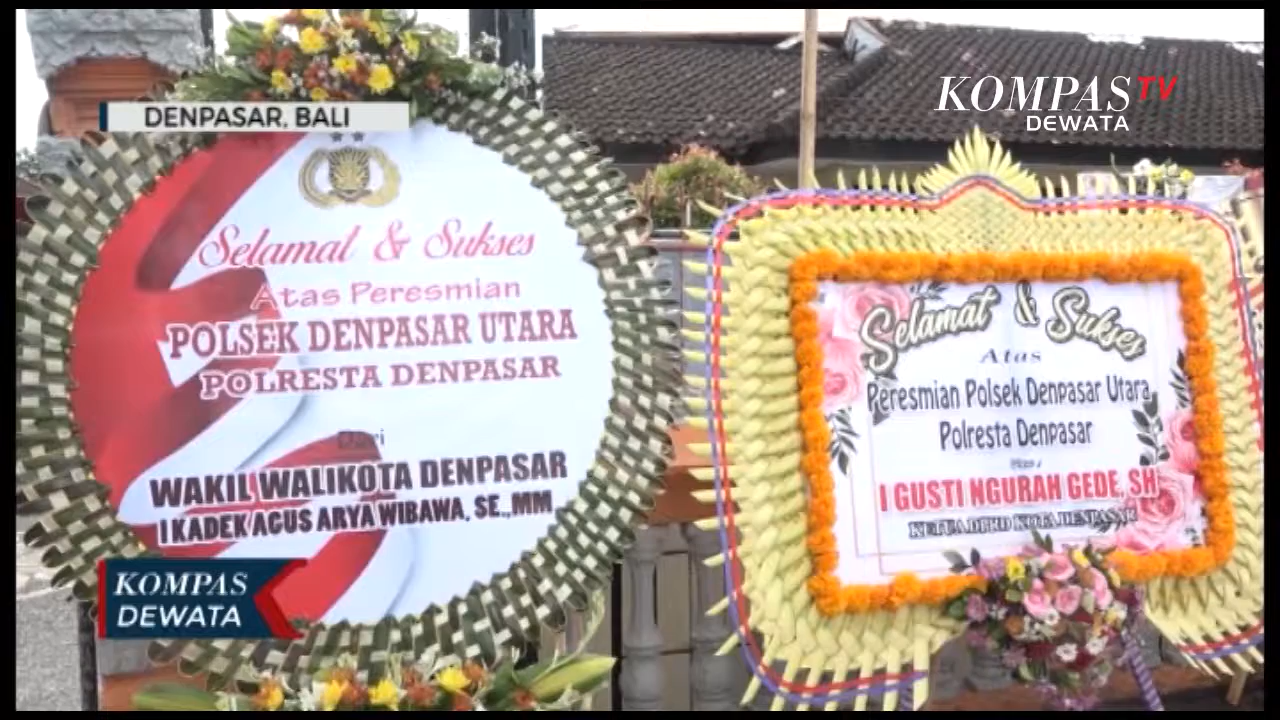 DENPASAR, BALI
KOMPAS TV
DEWATA
Selamat & Sukses
Atas Peresmian
POLSEK DENPASAR UTARA
POLRESTA DENPASAR
Dari
WAKIL WALIKOTA DENPASAR
I KADEK AGUS ARYA WIBAWA, SE.,MM
Selamat & Sukses
Atas
Peresmian Polsek Denpasar Utara
Polresta Denpasar
I GUSTI NGURAH GEDE, SH
KETUA DPRD KOTA DENPASAR
KOMPAS
DEWATA